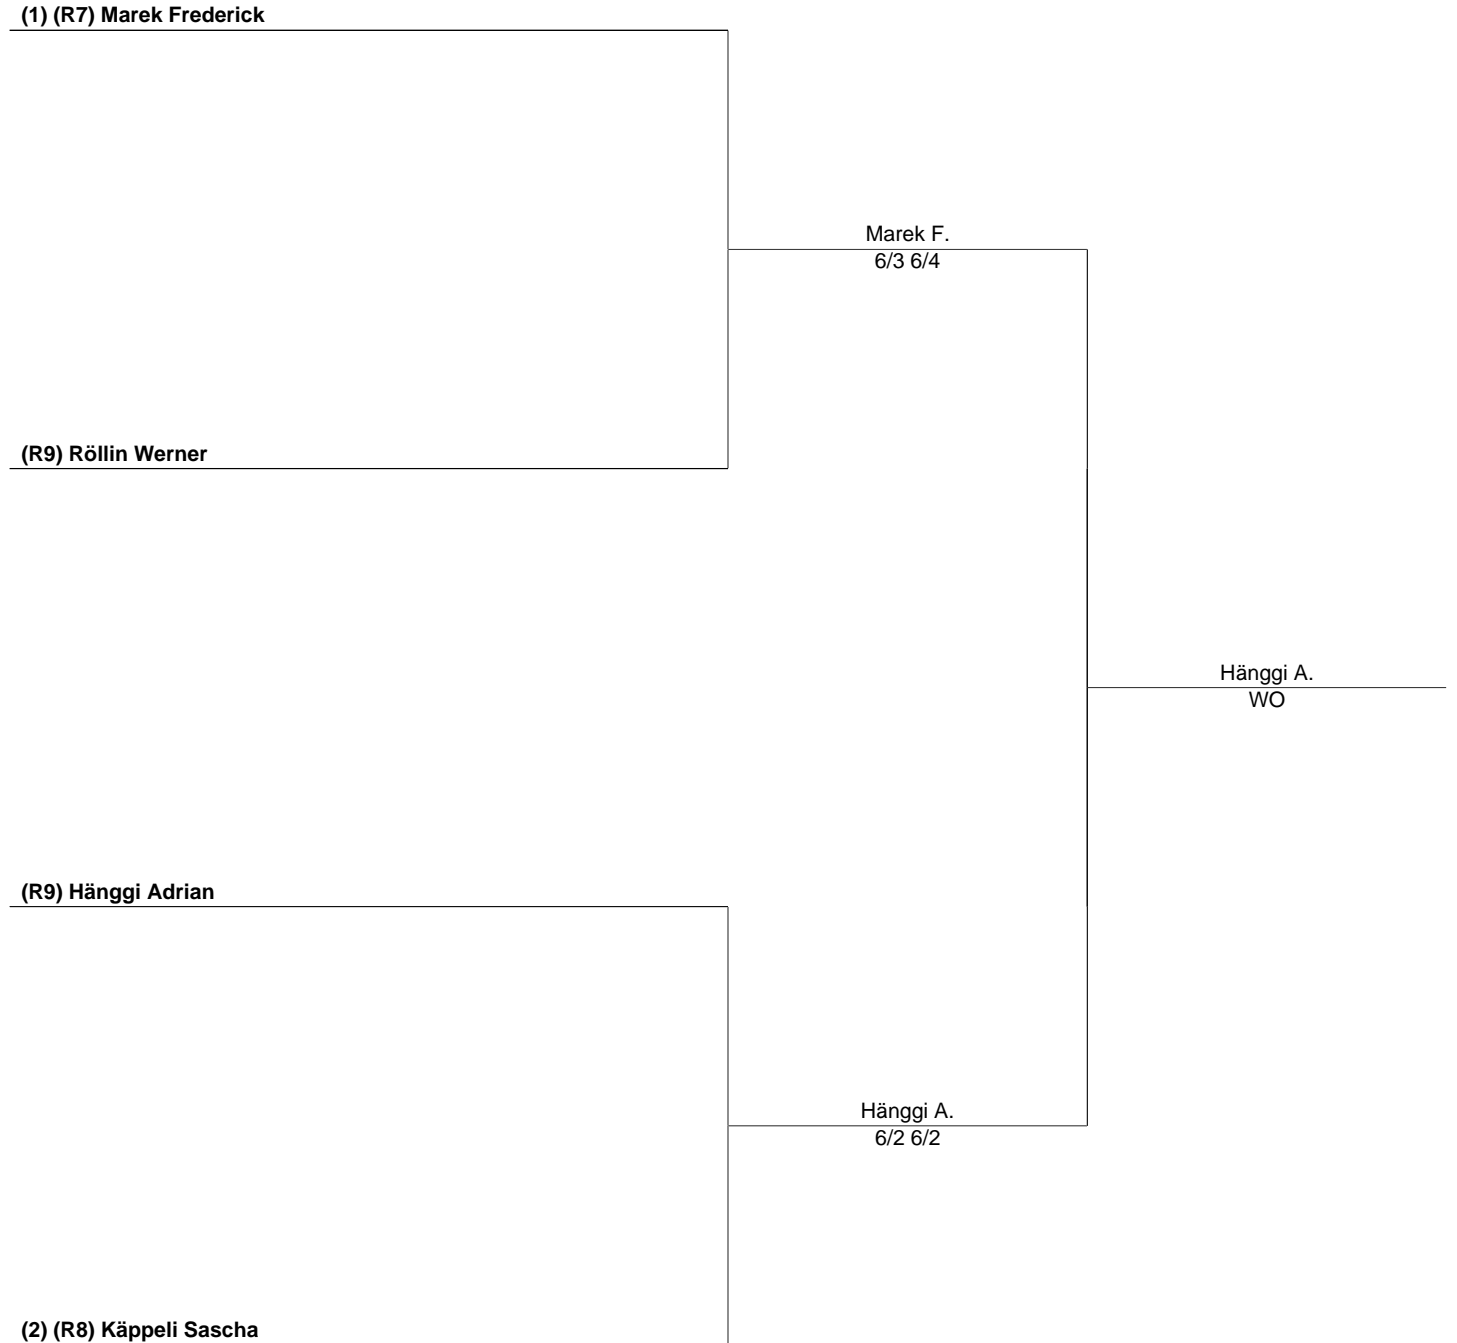 (1) (R7) Marek Frederick
Marek F.
6/3 6/4
(R9) Röllin Werner
Hänggi A.
WO
(R9) Hänggi Adrian
Hänggi A.
6/2 6/2
(2) (R8) Käppeli Sascha